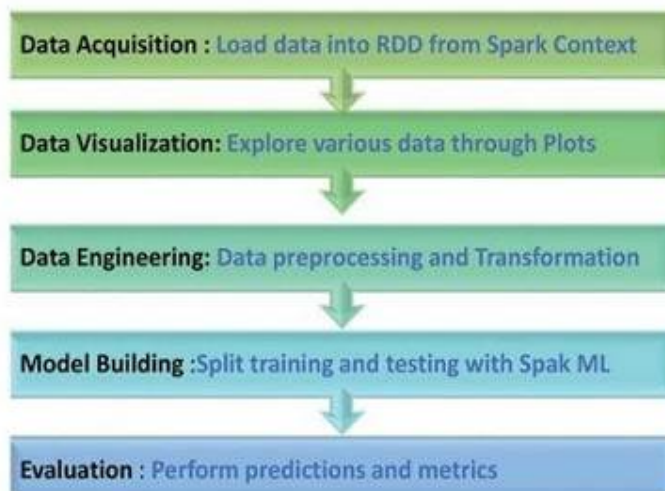 Data Acquisition : Load data into RDD from Spark Context
Data Visualization: Explore various data through Plots
Data Engineering: Data preprocessing and Transformation
Model Building :Split training and testing with Spak ML
Evaluation : Perform predictions and metrics